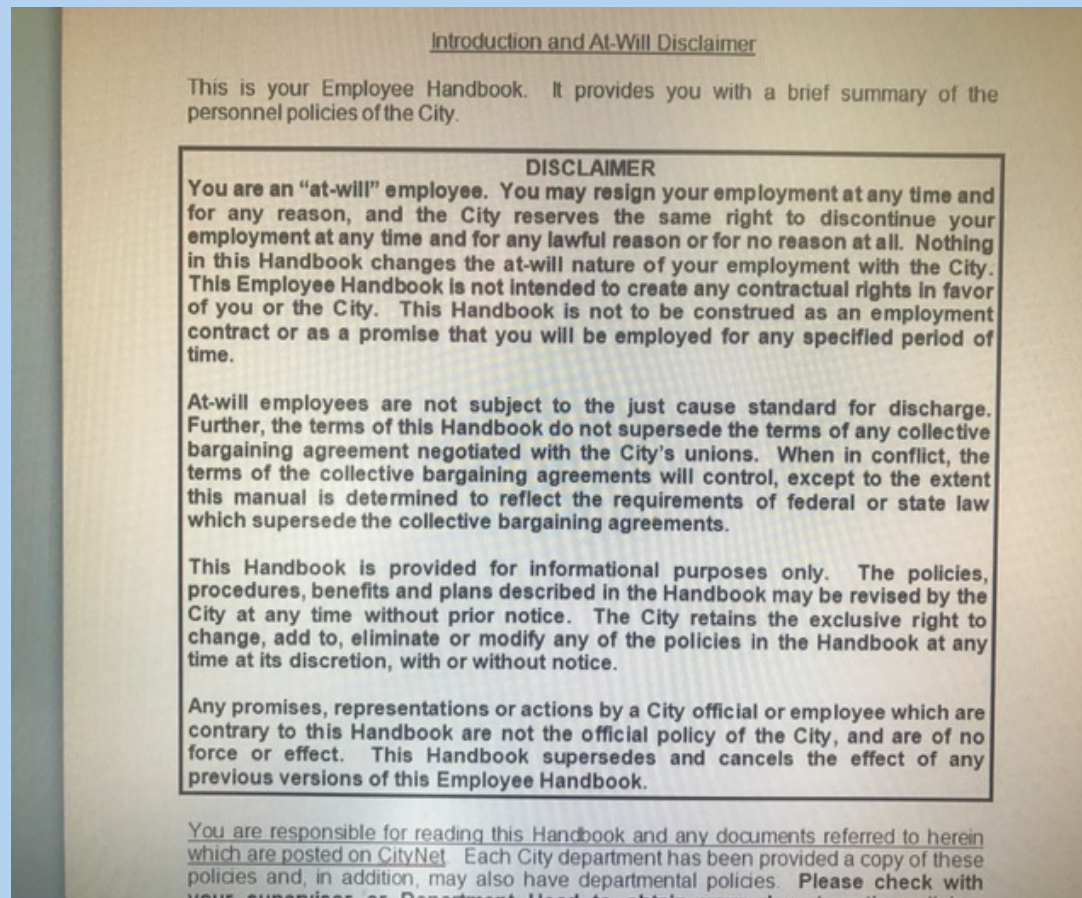 Introduction and At-Will Disclaimer
This is your Employee Handbook. It provides you with a brief summary of the
personnel policies of the City.
DISCLAIMER
You are an “at-will” employee. You may resign your employment at any time and
for any reason, and the City reserves the same right to discontinue your
employment at any time and for any lawful reason or for no reason at all. Nothing
in this Handbook changes the at-will nature of your employment with the City.
This Employee Handbook is not intended to create any contractual rights in favor
of you or the City. This Handbook is not to be construed as an employment
contract or as a promise that you will be employed for any specified period of
time.
At-will employees are not subject to the just cause standard for discharge.
Further, the terms of this Handbook do not supersede the terms of any collective
bargaining agreement negotiated with the City's unions. When in conflict, the
terms of the collective bargaining agreements will control, except to the extent
this manual is determined to reflect the requirements of federal or state law
which supersede the collective bargaining agreements.
This Handbook is provided for informational purposes only. The policies,
procedures, benefits and plans described in the Handbook may be revised by the
City at any time without prior notice. The City retains the exclusive right to
change, add to, eliminate or modify any of the policies in the Handbook at any
time at its discretion, with or without notice.
Any promises, representations or actions by a City official or employee which are
contrary to this Handbook are not the official policy of the City, and are of no
force or effect. This Handbook supersedes and cancels the effect of any
previous versions of this Employee Handbook.
You are responsible for reading this Handbook and any documents referred to herein
which are posted on CityNet. Each City department has been provided a copy of these
policies and, in addition, may also have departmental policies. Please check with